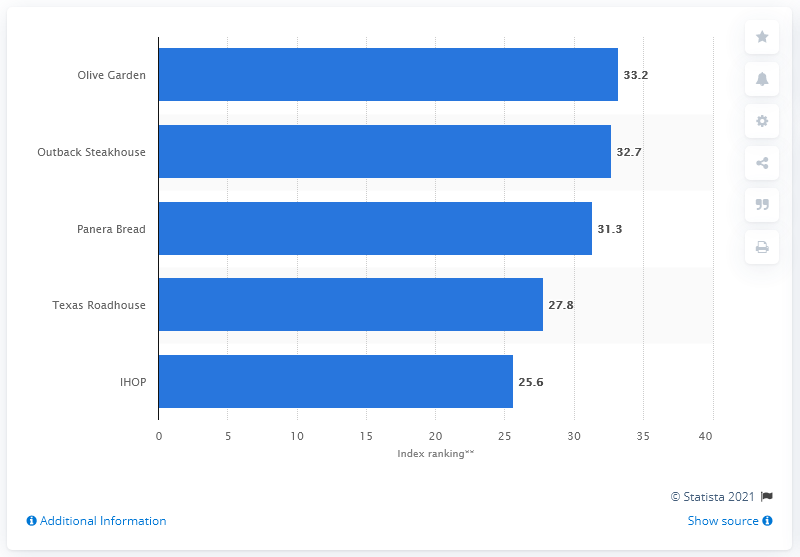 Olive Garden 33.2
Outback Steakhouse 32.7
Panera Bread 31.3
Texas Roadhouse 27.8
IHOP 25.6
0 5 10 15 20 25 30 35 40
Index ranking**
© Statista 2021
Additional Information
Show source